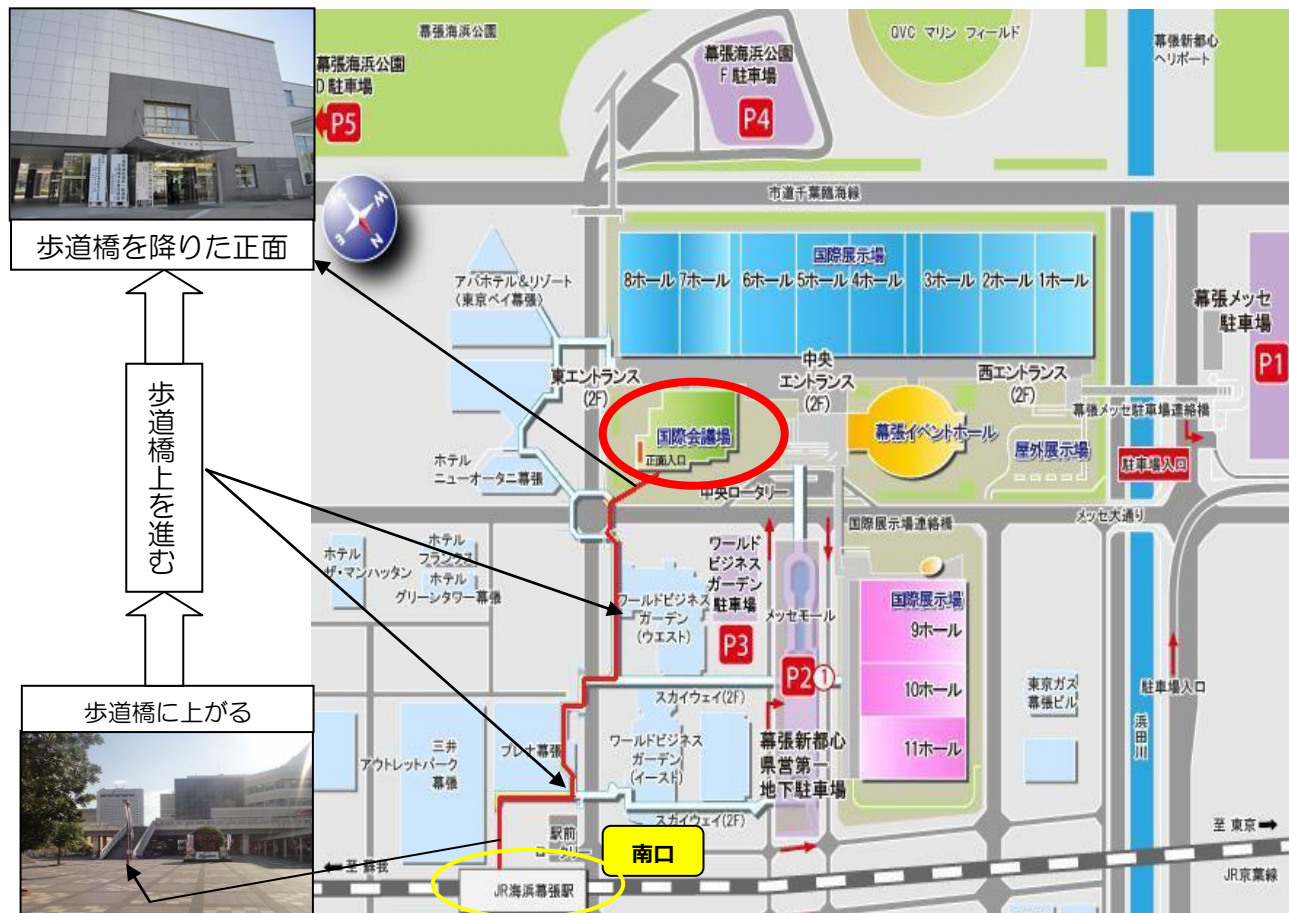 幕張海浜公園
QVC マリン フィールド
幕張新都心
ヘリポート
幕張海浜公園
D 駐車場
P5
幕張海浜公園
F 駐車場
P4
市道千葉臨海線
歩道橋を降りた正面
S
W
E
N
アパホテル&リゾート
(東京ベイ幕張)
国際展示場
8ホール
7ホール
6ホール
5ホール
4ホール
3ホール
2ホール
1ホール
幕張メッセ
駐車場
P1
東エントランス
(2F)
中央
エントランス
(2F)
西エントランス
(2F)
幕張メッセ駐車場連絡橋
歩道橋上を進む
国際会議場
正面入口
幕張イベントホール
屋外展示場
駐車場入口
ホテル
ニューオータニ幕張
中央ロータリー
メッセ大通り
国際展示場連絡橋
ホテル
ザ・マンハッタン
ホテル
フランクス
ホテル
グリーンタワー幕張
ワールドビジネス
ガーデン
(ウエスト)
ワールド
ビジネス
ガーデン
駐車場
P3
メッセモール
国際展示場
9ホール
10ホール
11ホール
P2
①
東京ガス
幕張ビル
駐車場入口
浜田川
スカイウェイ(2F)
歩道橋に上がる
三井
アウトレットパーク
幕張
プレナ幕張
ワールドビジネス
ガーデン
(イースト)
幕張新都心
県営第一
地下駐車場
スカイウェイ(2F)
駅前
ロータリー
南口
至 蘇我
至 東京
JR海浜幕張駅
JR京葉線